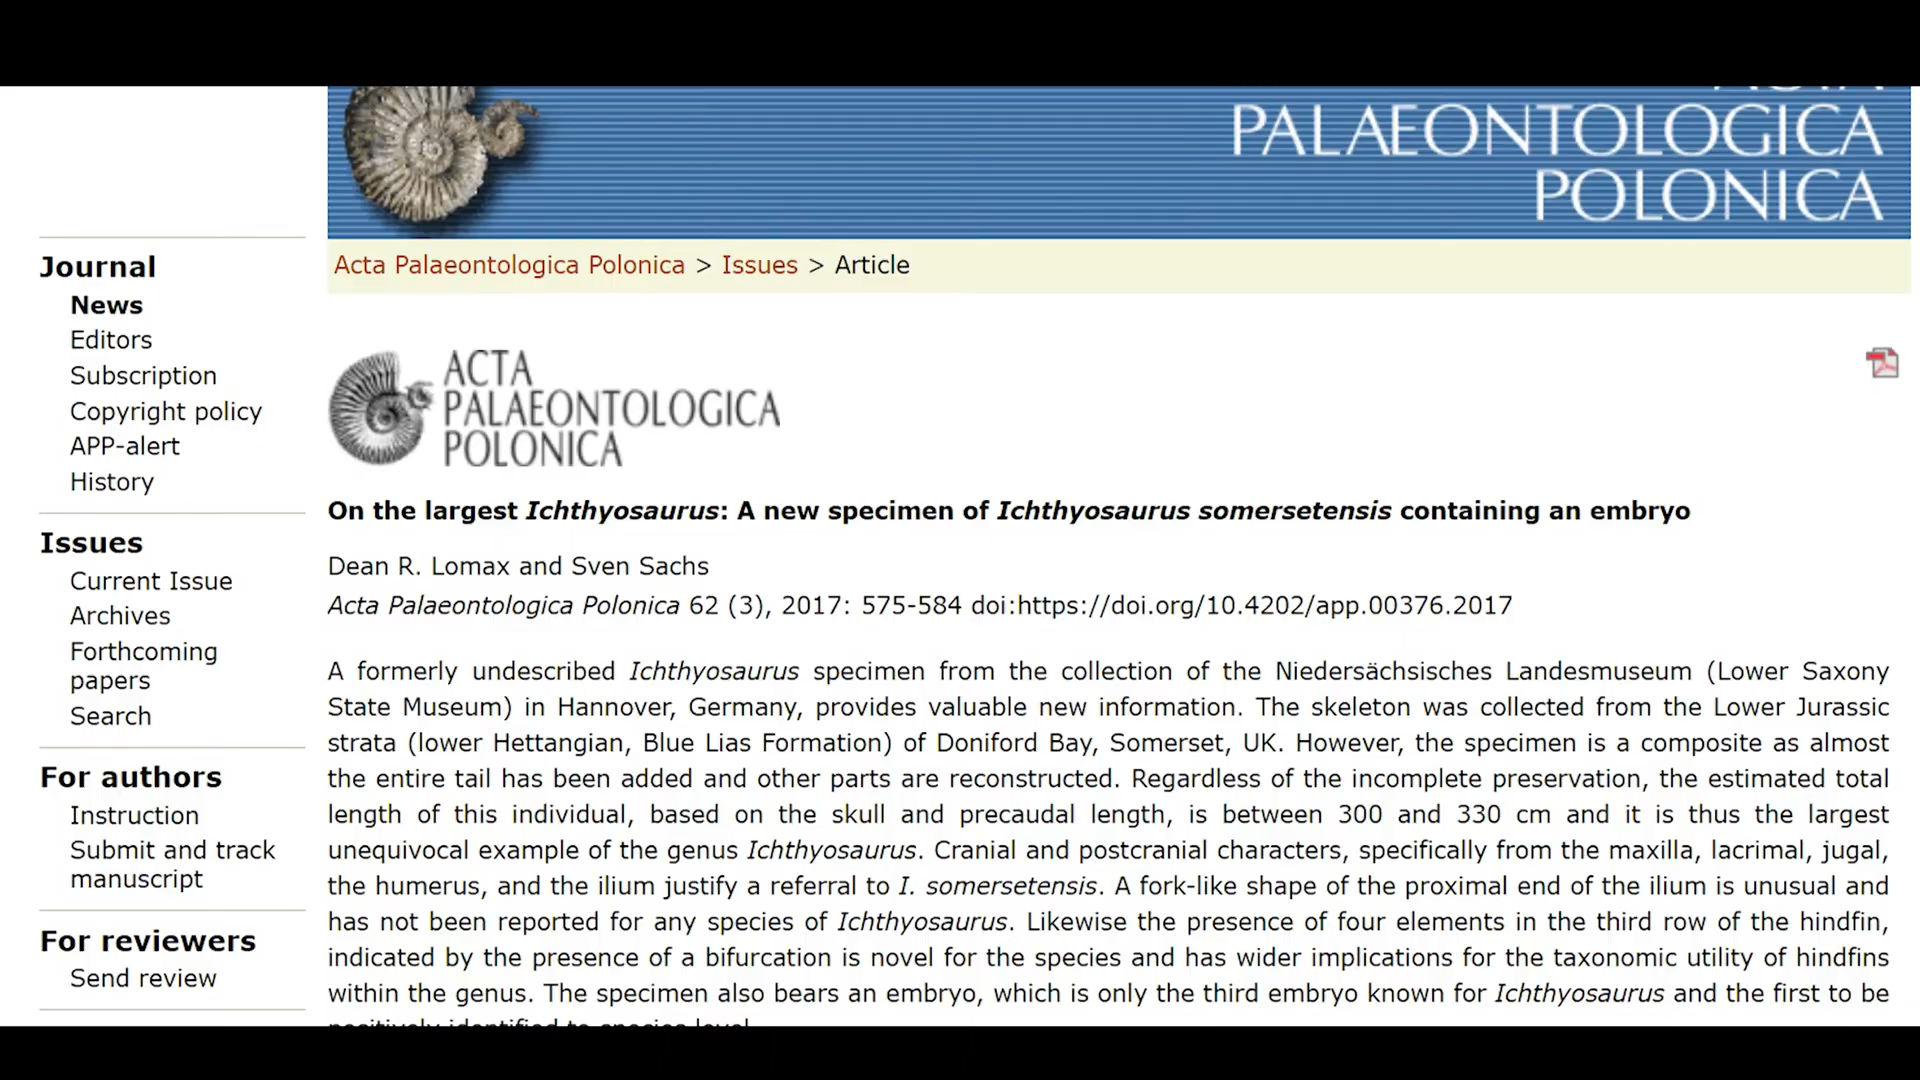 PALAEONTOLOGICA
POLONICA
Journal
News
Editors
Subscription
Copyright policy
APP-alert
History
Issues
Current Issue
Archives
Forthcoming
papers
Search
For authors
Instruction
Submit and track
manuscript
For reviewers
Send review
Acta Palaeontologica Polonica > Issues > Article
ACTA
PALAEONTOLOGICA
POLONICA
On the largest Ichthyosaurus: A new specimen of Ichthyosaurus somersetensis containing an embryo
Dean R. Lomax and Sven Sachs
Acta Palaeontologica Polonica 62 (3), 2017: 575-584 doi:https://doi.org/10.4202/app.00376.2017
A formerly undescribed Ichthyosaurus specimen from the collection of the Niedersächsisches Landesmuseum (Lower Saxony
State Museum) in Hannover, Germany, provides valuable new information. The skeleton was collected from the Lower Jurassic
strata (lower Hettangian, Blue Lias Formation) of Doniford Bay, Somerset, UK. However, the specimen is a composite as almost
the entire tail has been added and other parts are reconstructed. Regardless of the incomplete preservation, the estimated total
length of this individual, based on the skull and precaudal length, is between 300 and 330 cm and it is thus the largest
unequivocal example of the genus Ichthyosaurus. Cranial and postcranial characters, specifically from the maxilla, lacrimal, jugal,
the humerus, and the ilium justify a referral to I. somersetensis. A fork-like shape of the proximal end of the ilium is unusual and
has not been reported for any species of Ichthyosaurus. Likewise the presence of four elements in the third row of the hindfin,
indicated by the presence of a bifurcation is novel for the species and has wider implications for the taxonomic utility of hindfins
within the genus. The specimen also bears an embryo, which is only the third embryo known for Ichthyosaurus and the first to be
positively identified to species level.